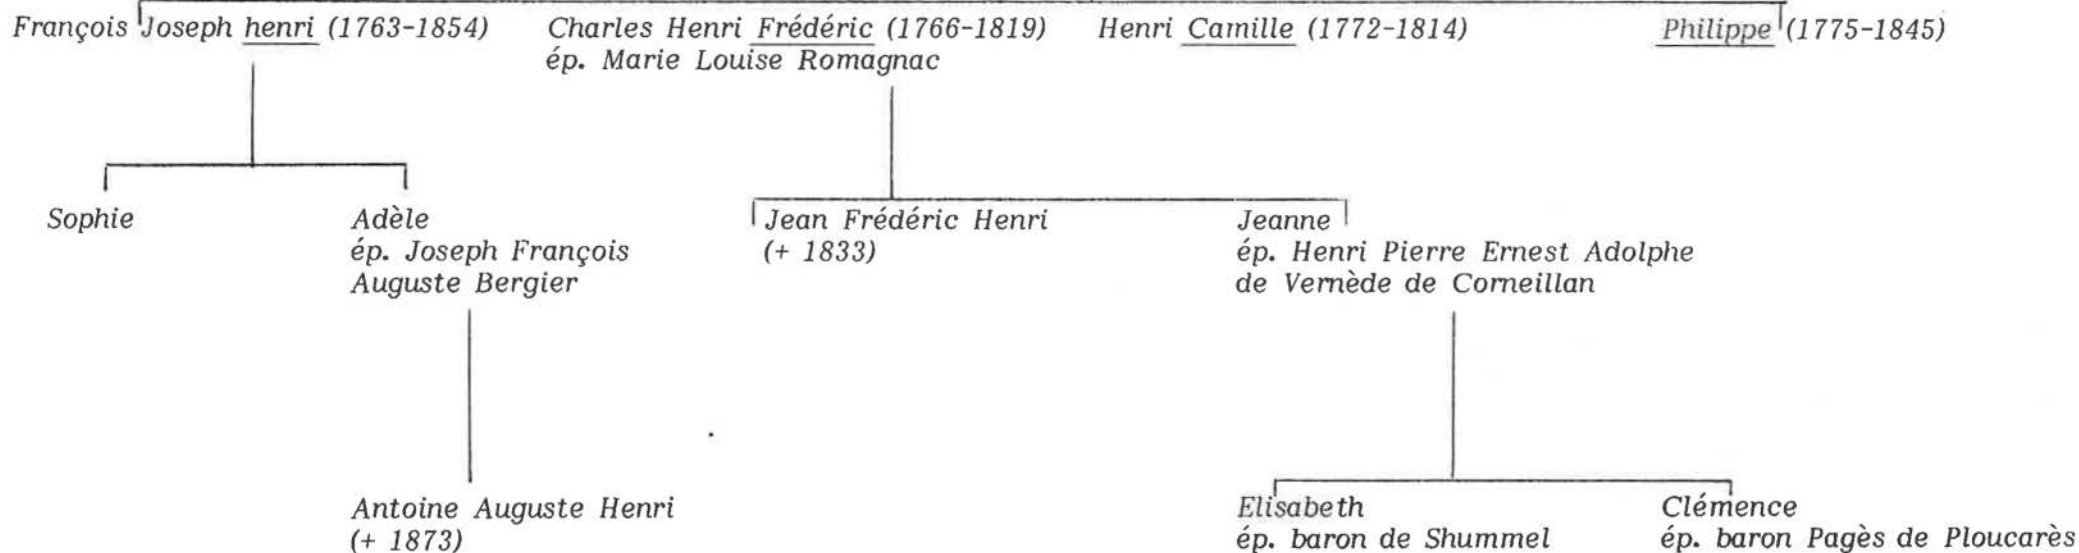 François Joseph henri (1763-1854)
Charles Henri Frédéric (1766-1819)
ép. Marie Louise Romagnac
Henri Camille (1772-1814)
Philippe (1775-1845)
Sophie
Adèle
ép. Joseph François
Auguste Bergier
Jean Frédéric Henri
(+ 1833)
Jeanne
ép. Henri Pierre Ernest Adolphe
de Vernède de Corneillan
Antoine Auguste Henri
(+ 1873)
Elisabeth
ép. baron de Shummel
Clémence
ép. baron Pagès de Ploucarès